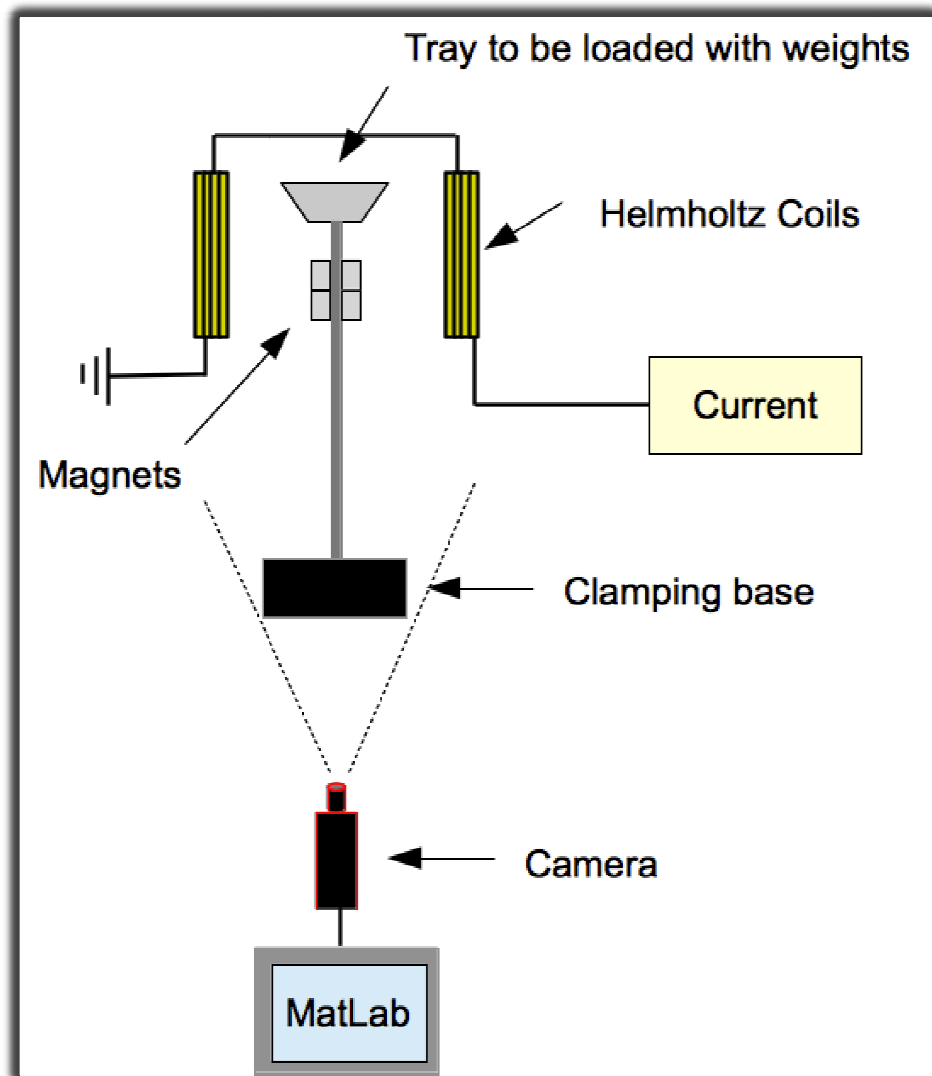 Tray to be loaded with weights
Helmholtz Coils
Current
Magnets
Clamping base
Camera
MatLab